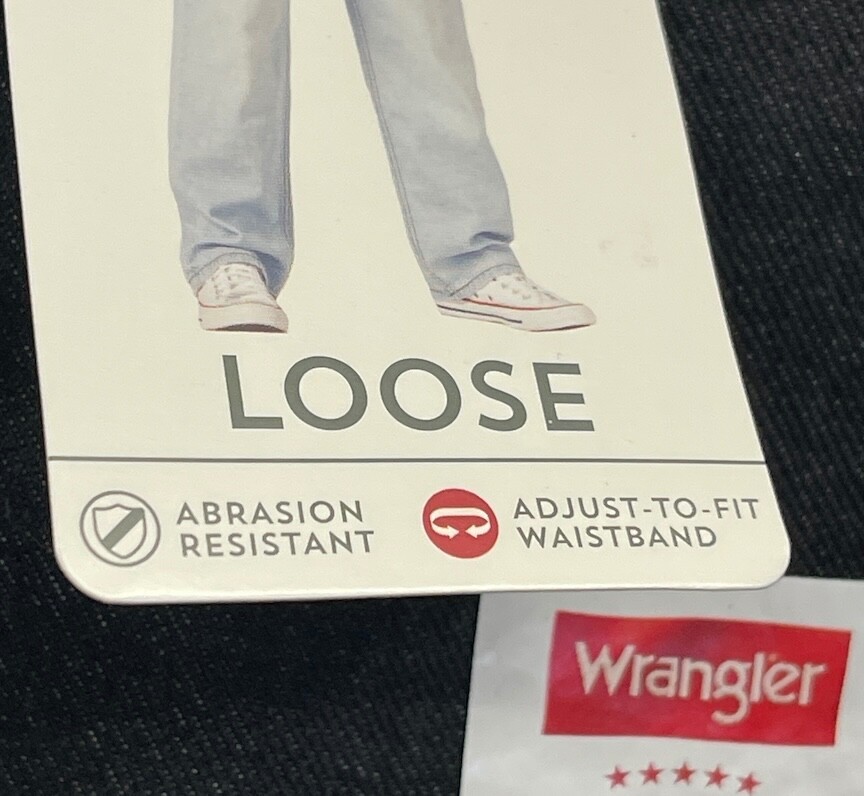 LOOSE
ABRASION
RESISTANT
ADJUST-TO-FIT
WAISTBAND
Wrangler